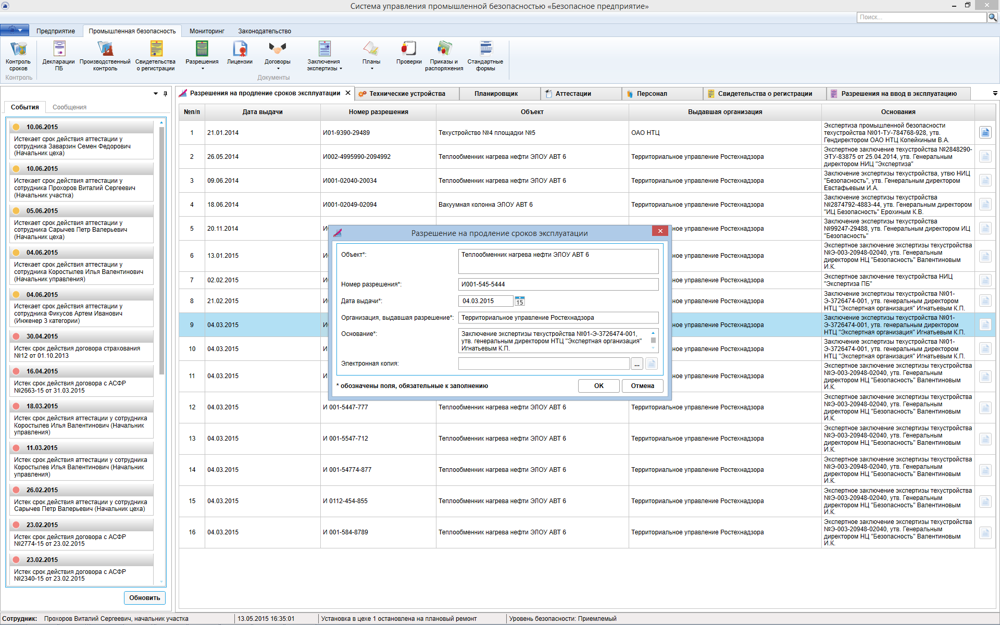 Система управления промышленной безопасностью «Безопасное предприятие»
Поиск...
Предприятие
Промышленная безопасность
Мониторинг
Законодательство
Контроль
сроков
Декларации
ПБ
Производственный
контроль
Свидетельства
о регистрации
Разрешения
Лицензии
Договоры
Заключения
экспертизы
Планы
Проверки
Приказы и
распоряжения
Стандартные
формы
Контроль
Документы
События
Сообщения
10.06.2015
Истекает срок действия аттестации у
сотрудника Заварзин Семен Федорович
(Начальник цеха)
10.06.2015
Истекает срок действия аттестации у
сотрудника Прохоров Виталий Сергеевич
(Начальник участка)
05.06.2015
Истекает срок действия аттестации у
сотрудника Сарычев Петр Валерьевич
(Начальник цеха)
04.06.2015
Истекает срок действия аттестации у
сотрудника Коростылев Илья Валентинович
(Начальник управления)
04.06.2015
Истекает срок действия аттестации у
сотрудника Фикусов Артем Иванович
(Инженер 3 категории)
30.04.2015
Истек срок действия договора страхования
№12 от 01.10.2013
16.04.2015
Истек срок действия договора с АСФР
№2663-15 от 31.03.2015
18.03.2015
Истек срок действия аттестации у сотрудника
Коростылев Илья Валентинович (Начальник
управления)
11.03.2015
Истек срок действия аттестации у сотрудника
Коростылев Илья Валентинович (Начальник
управления)
26.02.2015
Истек срок действия аттестации у сотрудника
Сарычев Петр Валерьевич (Начальник цеха)
23.02.2015
Истек срок действия договора с АСФР
№2774-15 от 23.02.2015
23.02.2015
Истек срок действия договора с АСФР
№2340-15 от 23.02.2015
Обновить
Разрешения на продление сроков эксплуатации
Технические устройства
Планировщик
Аттестации
Персонал
Свидетельства о регистрации
Разрешения на ввод в эксплуатацию
№п/п Дата выдачи Номер разрешения Объект Выдавшая организация Основания
1 21.01.2014 И01-9390-29489 Техустройство №4 площадки №5 ОАО НТЦ
Экспертиза промышленной безопасности
техустройства №01-ТУ-784768-928, утв.
Гендиректором ОАО НТЦ Копейкиным В.А.
2 26.05.2014 И002-4995990-2094992 Теплообменник нагрева нефти ЭЛОУ АВТ 6 Территориальное управление Ростехнадзора
Экспертное заключение техустройства №2848290-
ЭТУ-83875 от 25.04.2014, утв. Генеральным
директором НИЦ "Экспертиза"
3 09.06.2014 И001-02040-20034 Теплообменник нагрева нефти ЭЛОУ АВТ 6 Территориальное управление Ростехнадзора
Заключение экспертизы техустройства, утвю НИЦ
"Безопасность", утв. Генеральным директором
Евстафьевым И.А.
4 18.06.2014 И001-02049-02094 Вакуумная колонна ЭЛОУ АВТ 6 Территориальное управление Ростехнадзора
Заключение экспертизы техустройства
№2874792-4883-44, утв. Генеральным директором
"ИЦ Безопасность" Ерохиным К.В.
5 20.11.2014 ное управление Ростехнадзора
Заключение экспертизы техустройства
№99247-29488, утв. Генеральным директором ИЦ
"Безопасность"
6 13.01.2015 ное управление Ростехнадзора
Экспертное заключение экспертизы техустройства
№Э-003-20948-02040, утв. Генеральным
директором НЦ "Безопасность" Валентиновым
И.К.
7 02.02.2015 ное управление Ростехнадзора
Экспертное заключение техустройства НИЦ
"Экспертиза ПБ"
8 21.02.2015 ное управление Ростехнадзора
Заключение экспертизы техустройства №01-
Э-3726474-001, утв. генеральным директором
НТЦ "Экспертная организация" Игнатьевым К.П.
9 04.03.2015 ное управление Ростехнадзора
Заключение экспертизы техустройства №01-
Э-3726474-001, утв. генеральным директором
НТЦ "Экспертная организация" Игнатьевым К.П.
10 04.03.2015 И ное управление Ростехнадзора
Заключение экспертизы техустройства №01-
Э-3726474-001, утв. генеральным директором
НТЦ "Экспертная организация" Игнатьевым К.П.
11 04.03.2015 И ное управление Ростехнадзора
Экспертное заключение экспертизы техустройства
№Э-003-20948-02040, утв. Генеральным
директором НЦ "Безопасность" Валентиновым
И.К.
12 04.03.2015 И 001-5447-777 Теплообменник нагрева нефти ЭЛОУ АВТ 6 Территориальное управление Ростехнадзора
Экспертное заключение экспертизы техустройства
№Э-003-20948-02040, утв. Генеральным
директором НЦ "Безопасность" Валентиновым
И.К.
13 04.03.2015 И 001-5547-712 Теплообменник нагрева нефти ЭЛОУ АВТ 6 Территориальное управление Ростехнадзора
Экспертное заключение экспертизы техустройства
№Э-003-20948-02040, утв. Генеральным
директором НЦ "Безопасность" Валентиновым
И.К.
14 04.03.2015 И 001-54774-877 Теплообменник нагрева нефти ЭЛОУ АВТ 6 Территориальное управление Ростехнадзора
Экспертное заключение экспертизы техустройства
№Э-003-20948-02040, утв. Генеральным
директором НЦ "Безопасность" Валентиновым
И.К.
15 04.03.2015 И 0112-454-855 Теплообменник нагрева нефти ЭЛОУ АВТ 6 Территориальное управление Ростехнадзора
Экспертное заключение экспертизы техустройства
№Э-003-20948-02040, утв. Генеральным
директором НЦ "Безопасность" Валентиновым
И.К.
16 04.03.2015 И 001-584-8789 Теплообменник нагрева нефти ЭЛОУ АВТ 6 Территориальное управление Ростехнадзора
Экспертное заключение экспертизы техустройства
№Э-003-20948-02040, утв. Генеральным
директором НЦ "Безопасность" Валентиновым
И.К.
Разрешение на продление сроков эксплуатации
Объект*: Теплообменник нагрева нефти ЭЛОУ АВТ 6
Номер разрешения*: И001-545-5444
Дата выдачи*: 04.03.2015 15
Организация, выдавшая разрешение*: Территориальное управление Ростехнадзора
Основание*: Заключение экспертизы техустройства №01-Э-3726474-001,
утв. генеральным директором НТЦ "Экспертная организация"
Игнатьевым К.П.
Электронная копия: ...
* обозначены поля, обязательные к заполнению
OK
Отмена
Сотрудник: Прохоров Виталий Сергеевич, начальник участка
13.05.2015 16:35:01
Установка в цехе 1 остановлена на плановый ремонт
Уровень безопасности: Приемлемый